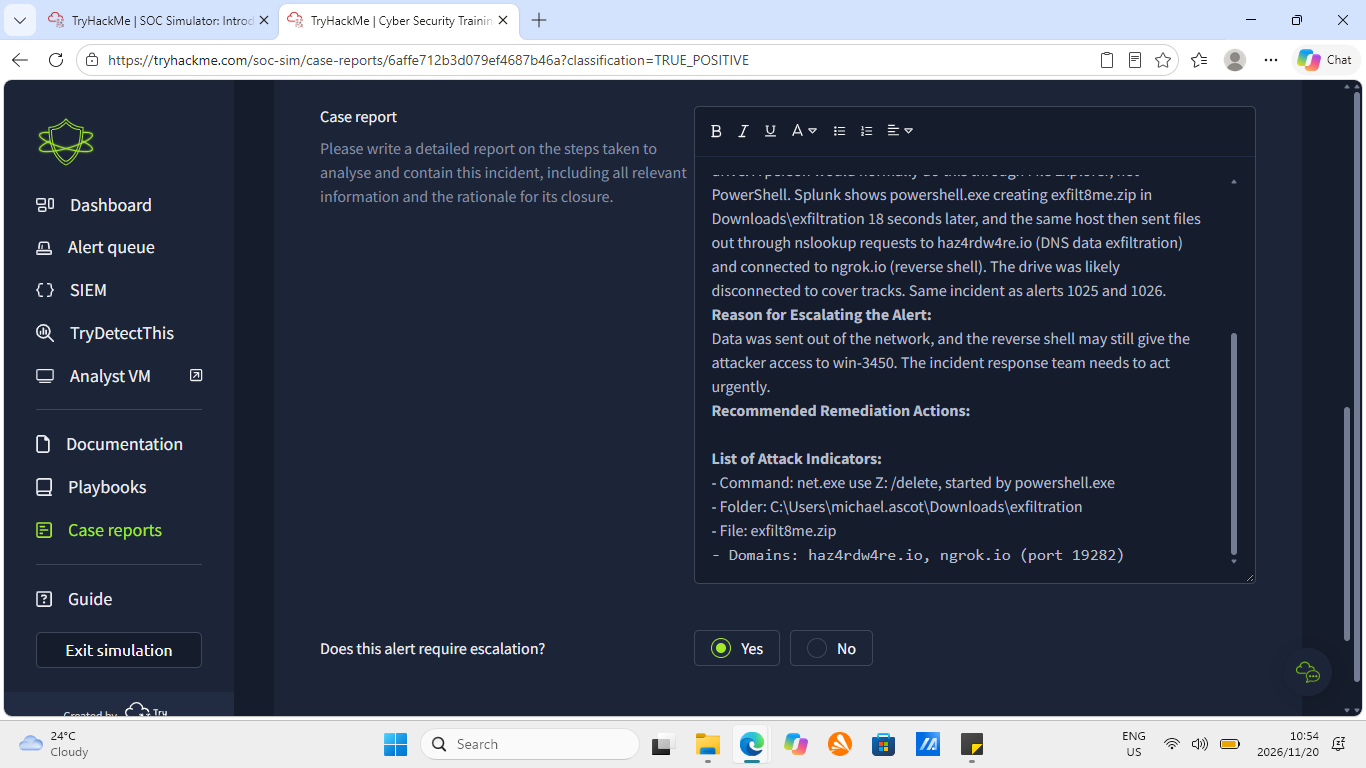 TryHackMe | SOC Simulator: Introd
TryHackMe | Cyber Security Trainin
https://tryhackme.com/soc-sim/case-reports/6affe712b3d079ef4687b46a?classification=TRUE_POSITIVE
Chat
Dashboard
Alert queue
SIEM
TryDetectThis
Analyst VM
Documentation
Playbooks
Case reports
Guide
Exit simulation
Created by
Try
Case report
Please write a detailed report on the steps taken to
analyse and contain this incident, including all relevant
information and the rationale for its closure.
B I U A
PowerShell. Splunk shows powershell.exe creating exfilt8me.zip in
Downloads\exfiltration 18 seconds later, and the same host then sent files
out through nslookup requests to haz4rdw4re.io (DNS data exfiltration)
and connected to ngrok.io (reverse shell). The drive was likely
disconnected to cover tracks. Same incident as alerts 1025 and 1026.
Reason for Escalating the Alert:
Data was sent out of the network, and the reverse shell may still give the
attacker access to win-3450. The incident response team needs to act
urgently.
Recommended Remediation Actions:
List of Attack Indicators:
- Command: net.exe use Z: /delete, started by powershell.exe
- Folder: C:\Users\michael.ascot\Downloads\exfiltration
- File: exfilt8me.zip
- Domains: haz4rdw4re.io, ngrok.io (port 19282)
Does this alert require escalation?
Yes
No
24°C
Cloudy
Search
ENG
US
10:54
2026/11/20